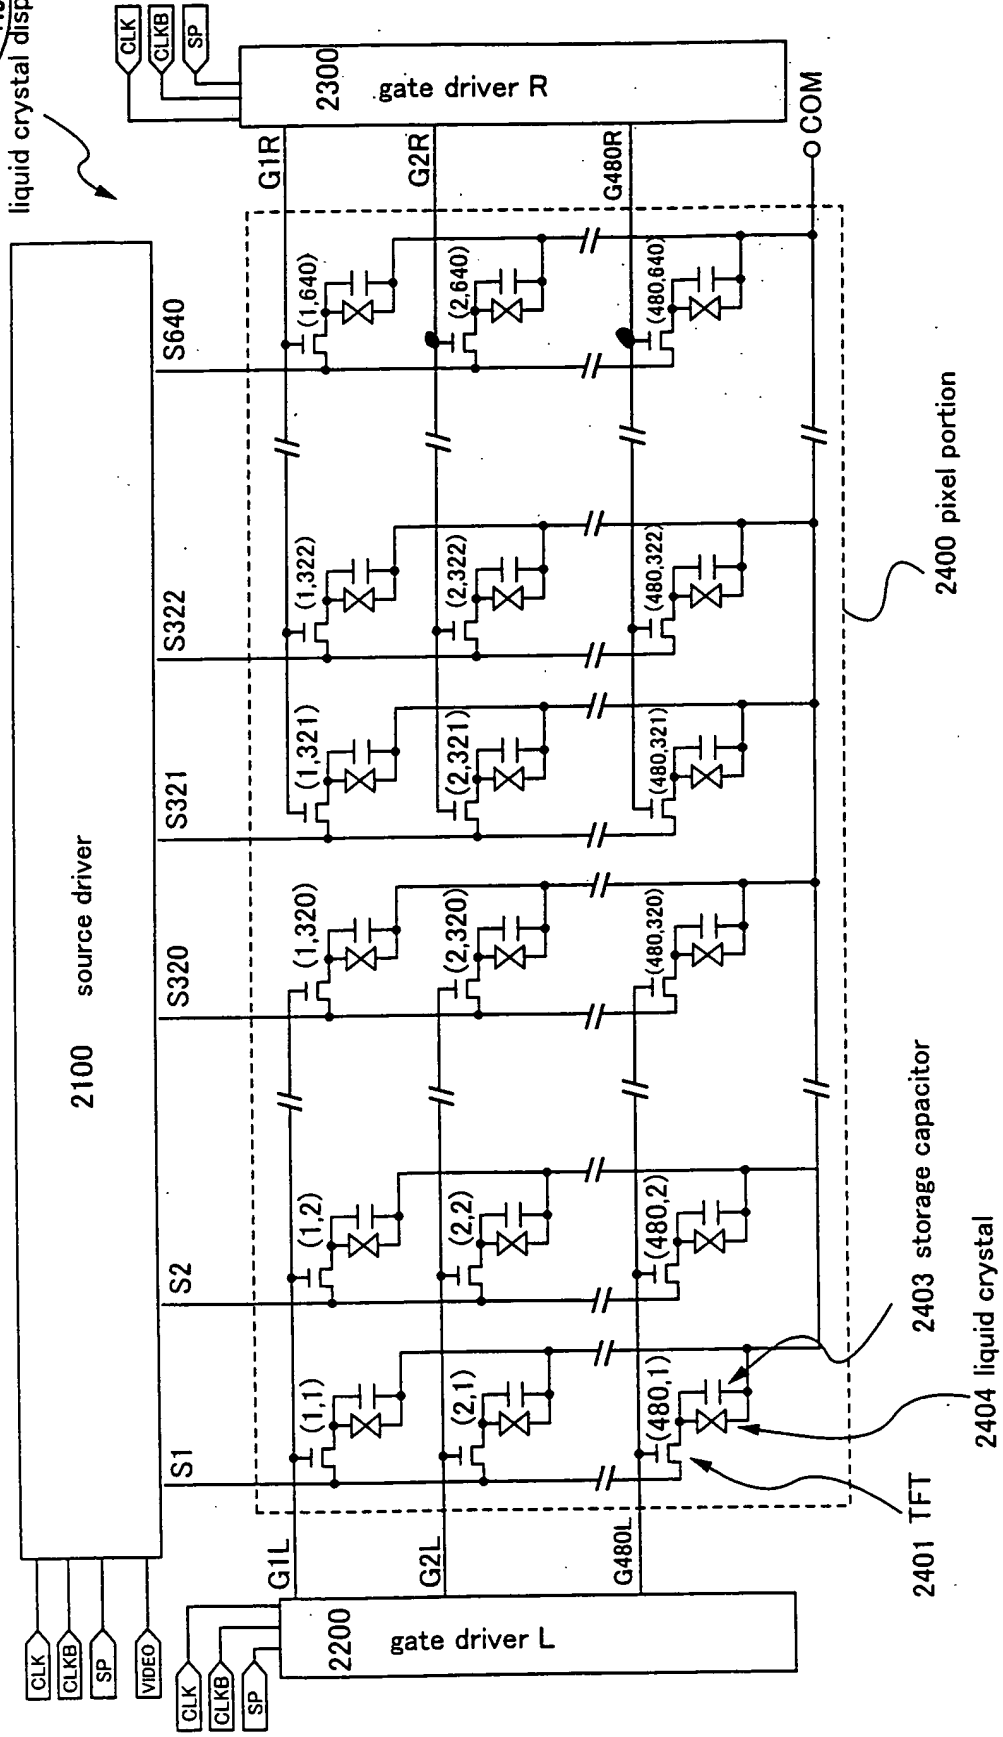 liquid crystal disp
CLK
CLKB
SP
VIDEO
2100 source driver
CLK
CLKB
SP
2200
gate driver L
CLK
CLKB
SP
2300
gate driver R
S1
S2
S320
S321
S322
S640
G1L
G1R
(1,1)
(1,2)
(1,320)
(1,321)
(1,322)
(1,640)
G2L
G2R
(2,1)
(2,2)
(2,320)
(2,321)
(2,322)
(2,640)
G480L
G480R
(480,1)
(480,2)
(480,320)
(480,321)
(480,322)
(480,640)
COM
2401 TFT
2404 liquid crystal
2403 storage capacitor
2400 pixel portion